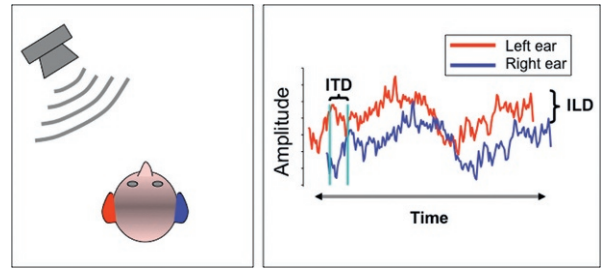 Left ear
Right ear
ITD
ILD
Amplitude
Time